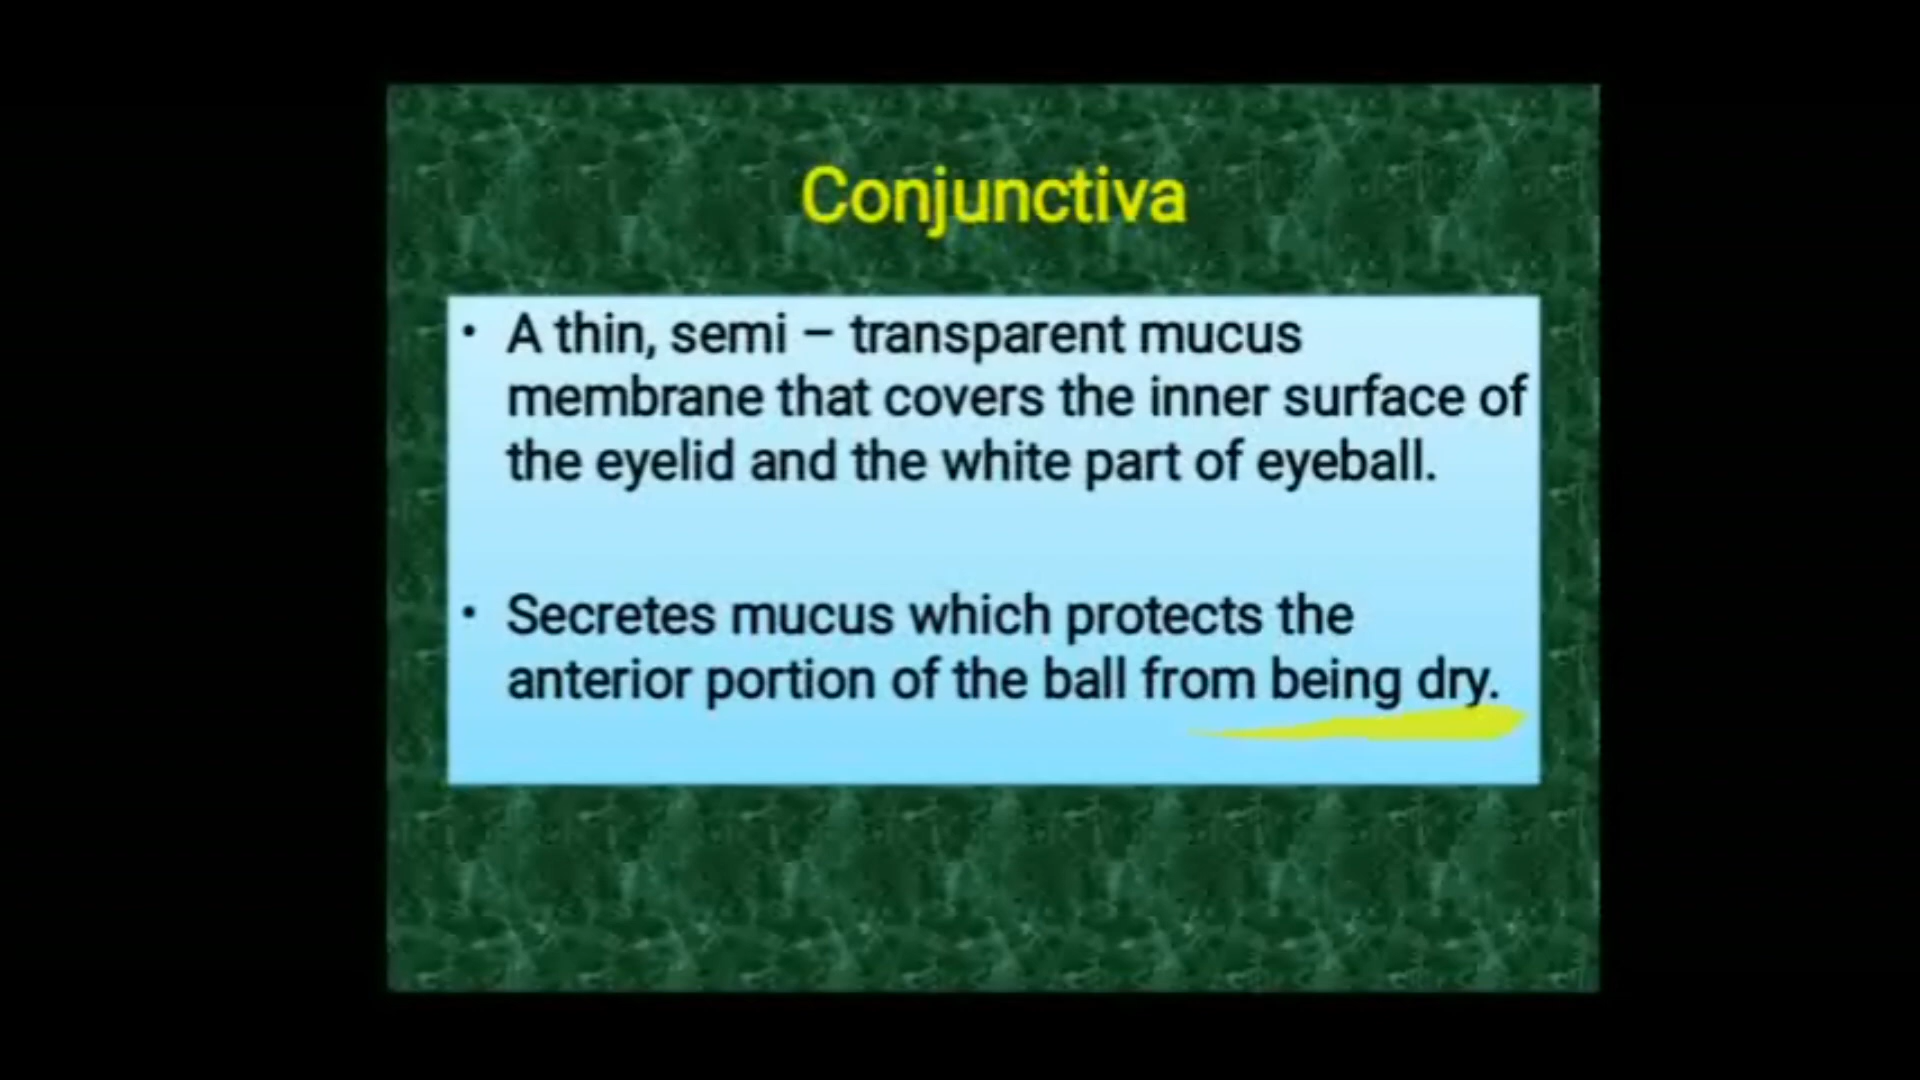 Conjunctiva
• A thin, semi – transparent mucus
membrane that covers the inner surface of
the eyelid and the white part of eyeball.
• Secretes mucus which protects the
anterior portion of the ball from being dry.